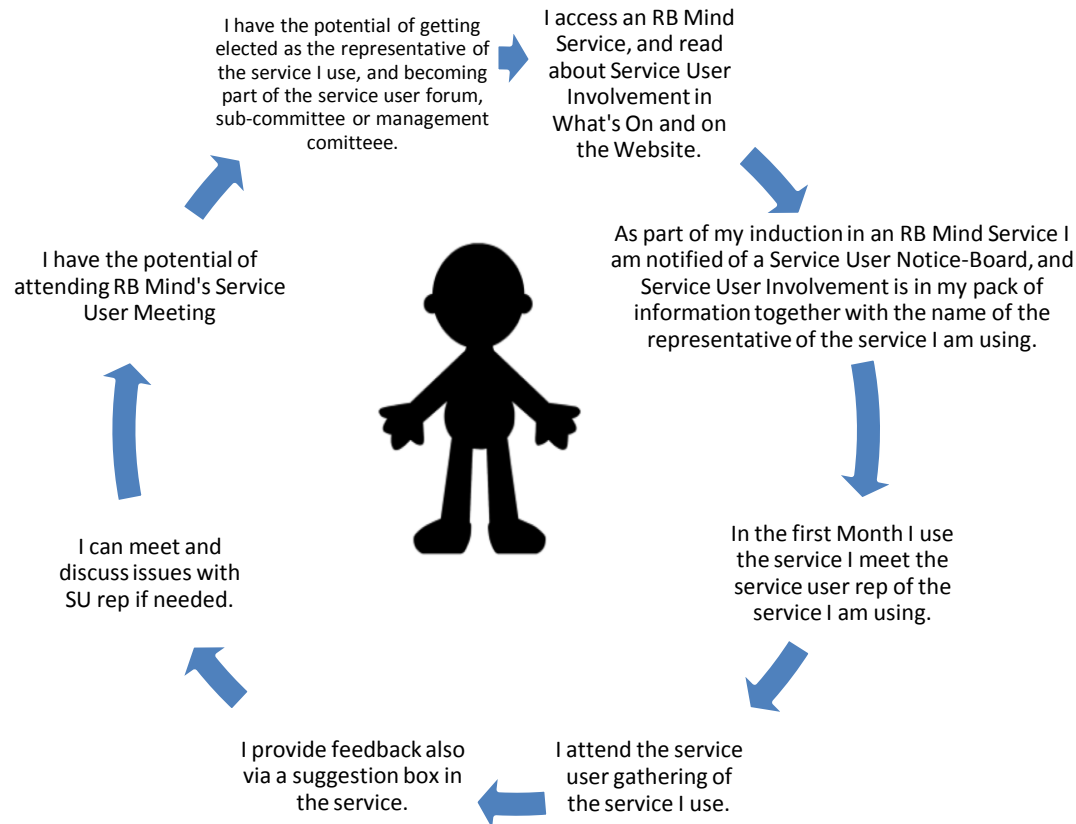 I access an RB Mind
Service, and read
about Service User
Involvement in
What's On and on
the Website.
As part of my induction in an RB Mind Service I
am notified of a Service User Notice-Board, and
Service User Involvement is in my pack of
information together with the name of the
representative of the service I am using.
In the first Month I use
the service I meet the
service user rep of the
service I am using.
I attend the service
user gathering of
the service I use.
I provide feedback also
via a suggestion box in
the service.
I can meet and
discuss issues with
SU rep if needed.
I have the potential of
attending RB Mind's Service
User Meeting
I have the potential of getting
elected as the representative of
the service I use, and becoming
part of the service user forum,
sub-committee or management
comitteee.